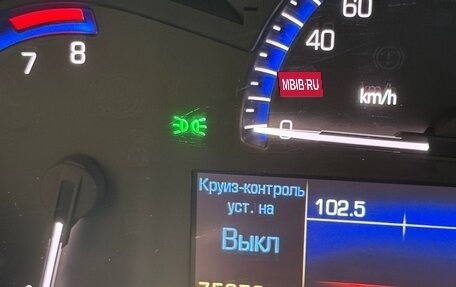 60
40
7 8
MBIB·RU
km/h
0
Круиз-контроль
уст. на
102.5
Выкл